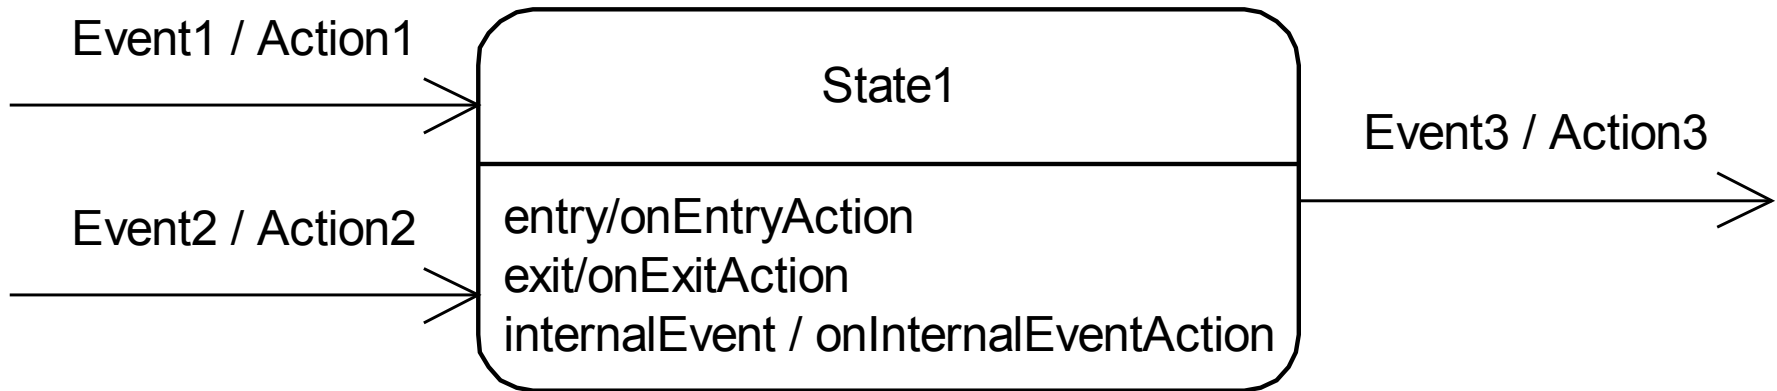 Event1 / Action1
State1
Event3 / Action3
Event2 / Action2
entry/onEntryAction
exit/onExitAction
internalEvent / onInternalEventAction